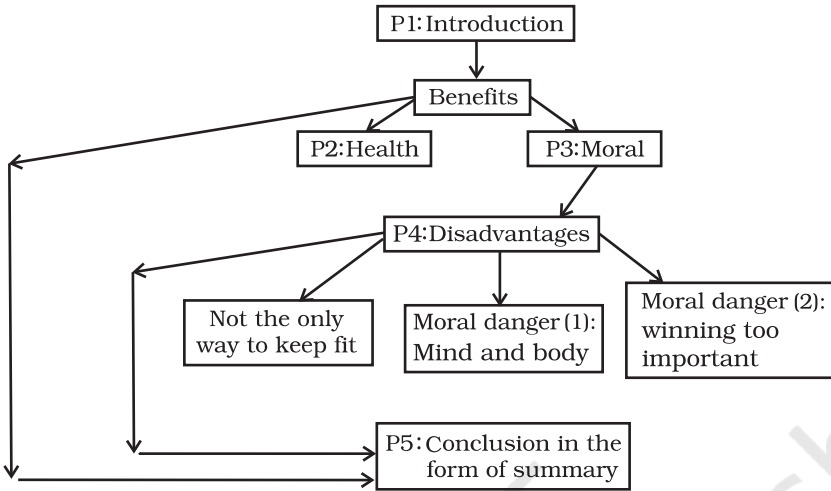 P1:Introduction
Benefits
P2:Health
P3:Moral
P4:Disadvantages
Not the only
way to keep fit
Moral danger (1):
Mind and body
Moral danger (2):
winning too
important
P5: Conclusion in the
form of summary